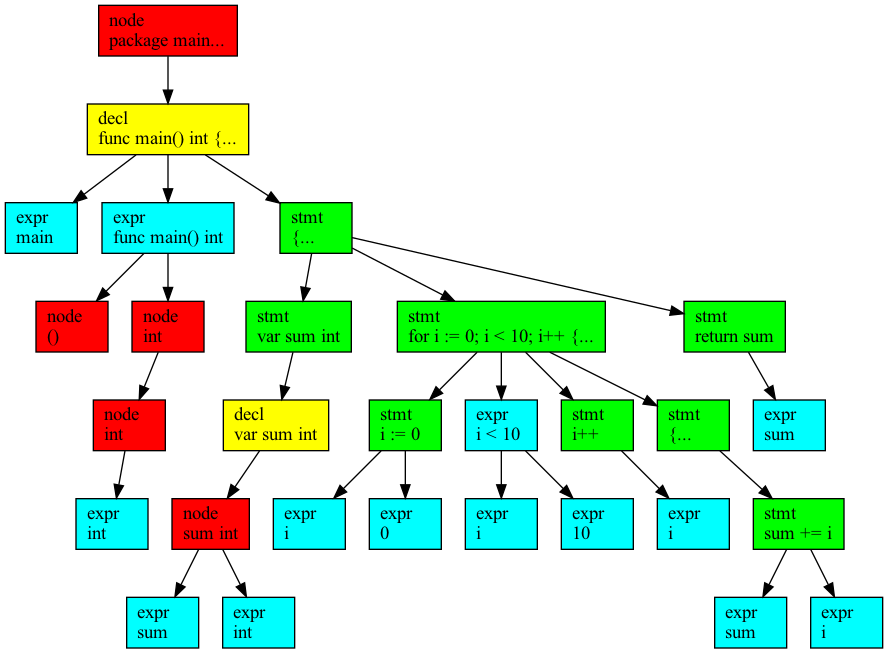 node
package main...
decl
func main() int {...
expr
main
expr
func main() int
stmt
{...
node
()
node
int
stmt
var sum int
stmt
for i := 0; i < 10; i++ {...
stmt
return sum
node
int
decl
var sum int
stmt
i := 0
expr
i < 10
stmt
i++
stmt
{...
expr
sum
expr
int
node
sum int
expr
i
expr
0
expr
i
expr
10
expr
i
stmt
sum += i
expr
sum
expr
int
expr
sum
expr
i